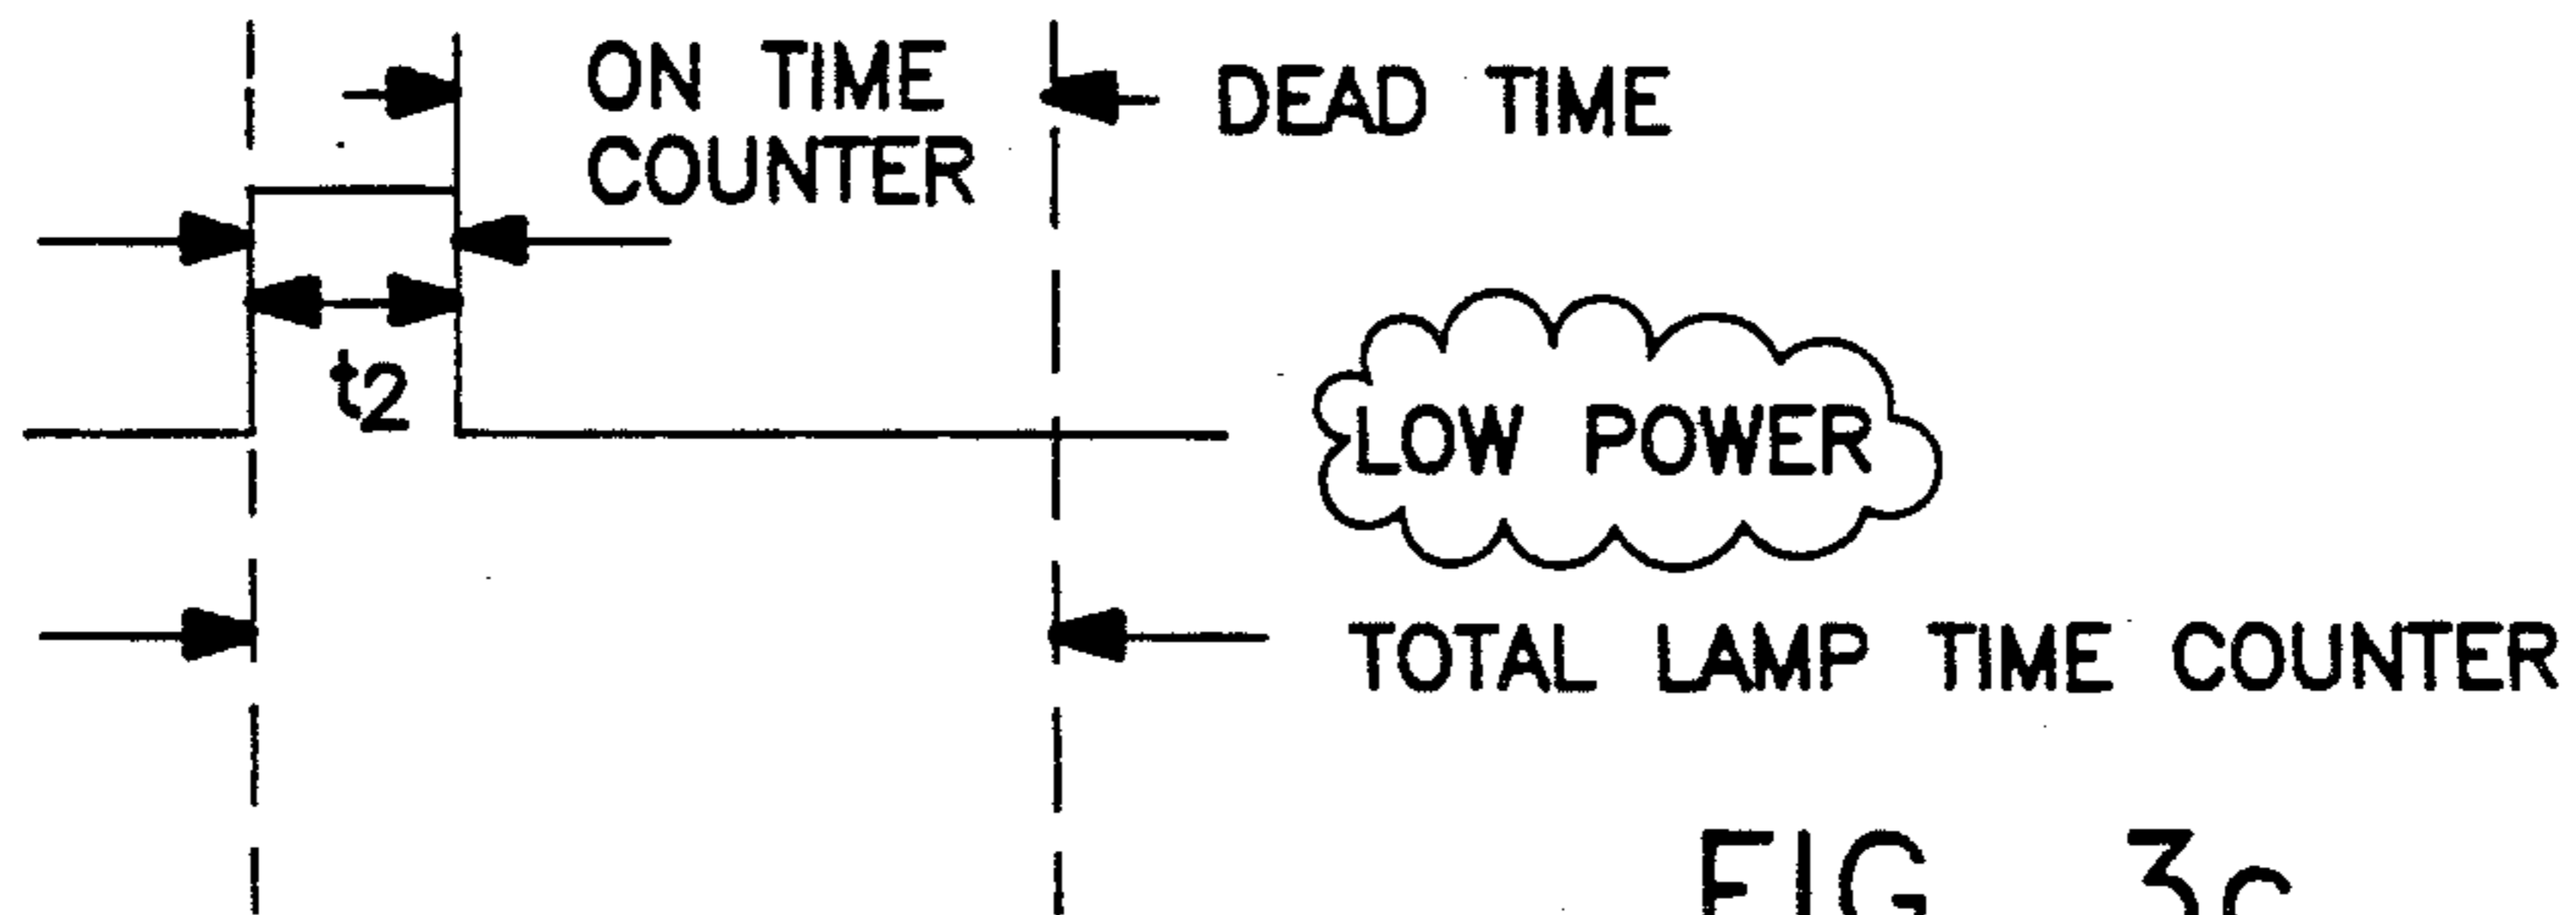 ON TIME
COUNTER
DEAD TIME
t2
LOW POWER
TOTAL LAMP TIME COUNTER
FIG. 3c